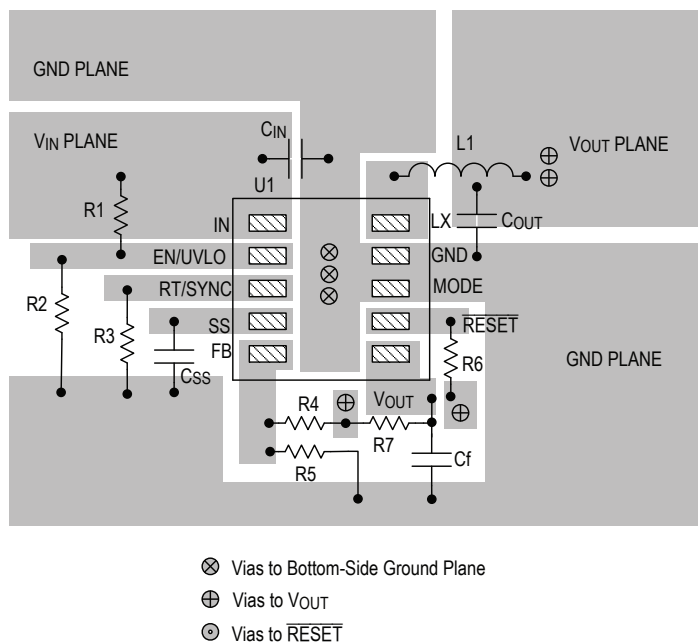 GND PLANE
VIN PLANE
CIN
L1
VOUT PLANE
U1
R1
IN
LX
COUT
EN/UVLO
GND
RT/SYNC
MODE
R2
R3
SS
RESET
CSS
FB
R6
GND PLANE
R4
VOUT
R7
R5
Cf
Vias to Bottom-Side Ground Plane
Vias to VOUT
Vias to RESET